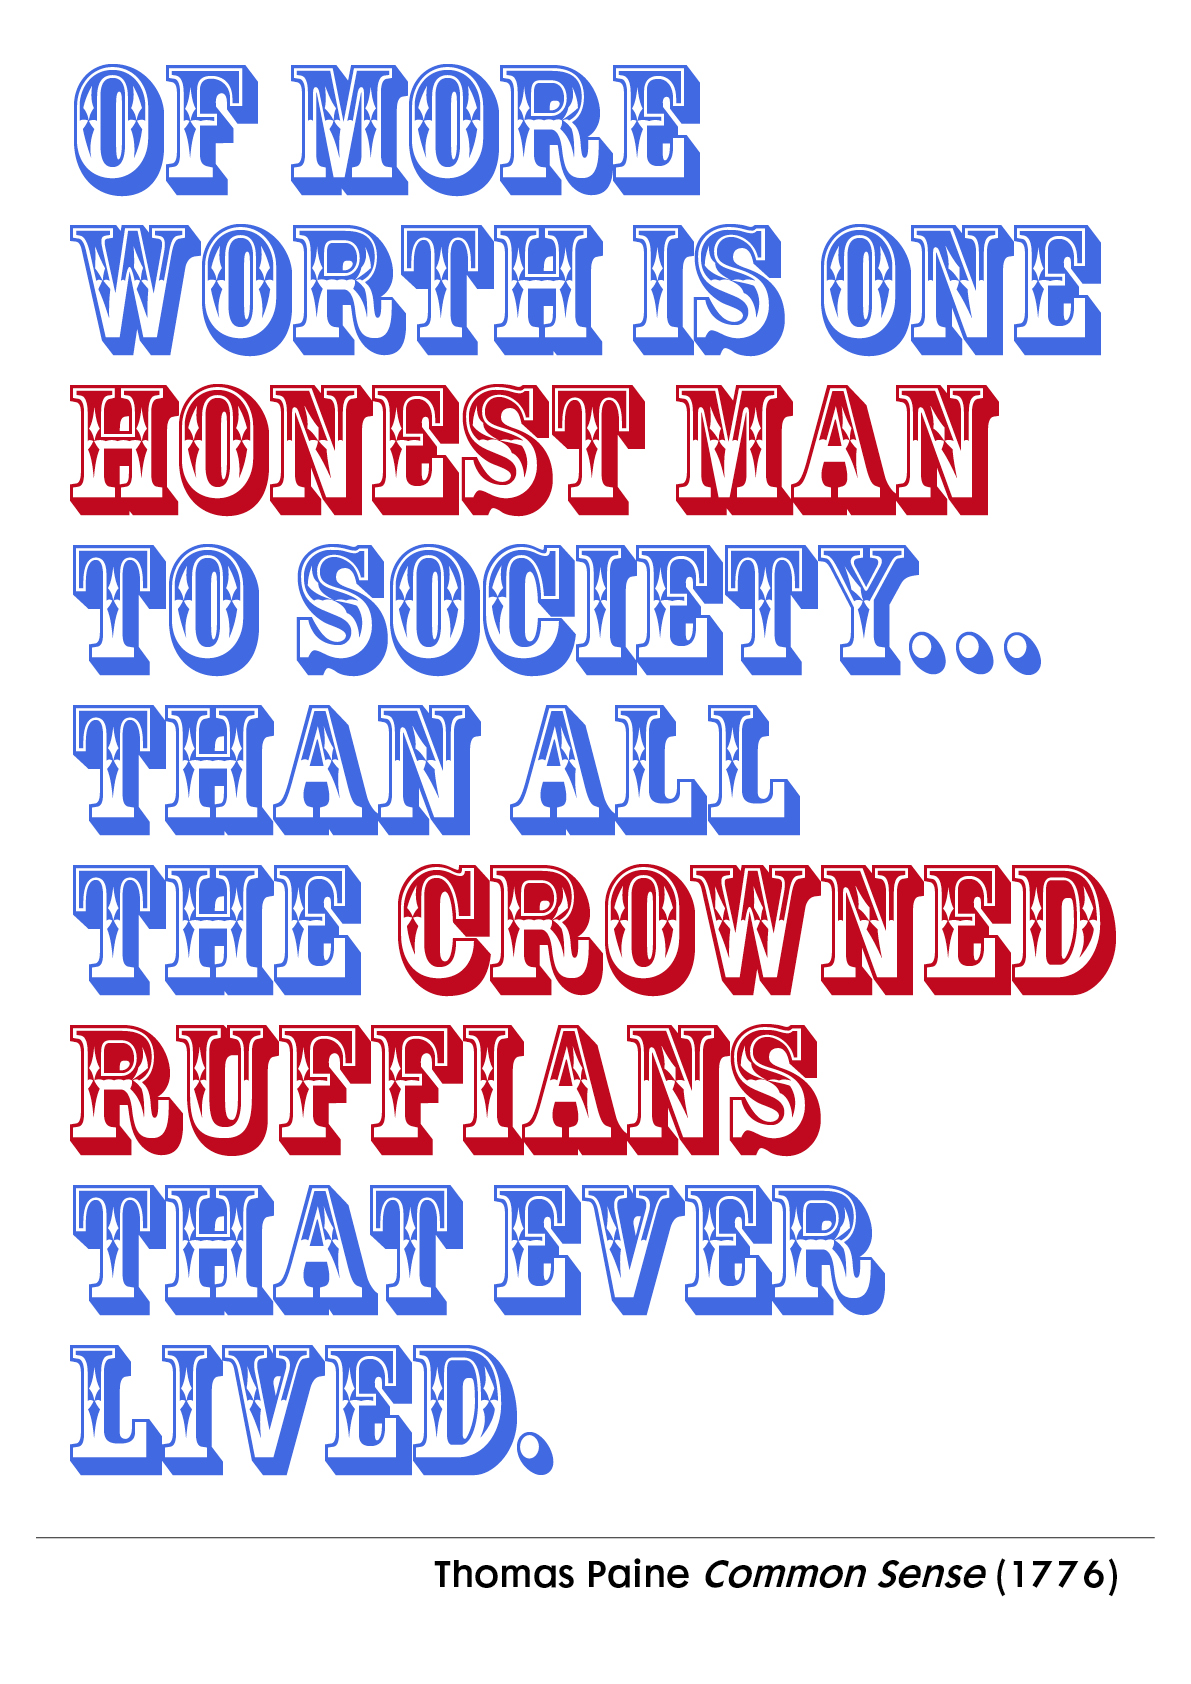 OF MORE
WORTH IS ONE
HONEST MAN
TO SOCIETY...
THAN ALL
THE CROWNED
RUFFIANS
THAT EVER
LIVED.
Thomas Paine Common Sense (1776)